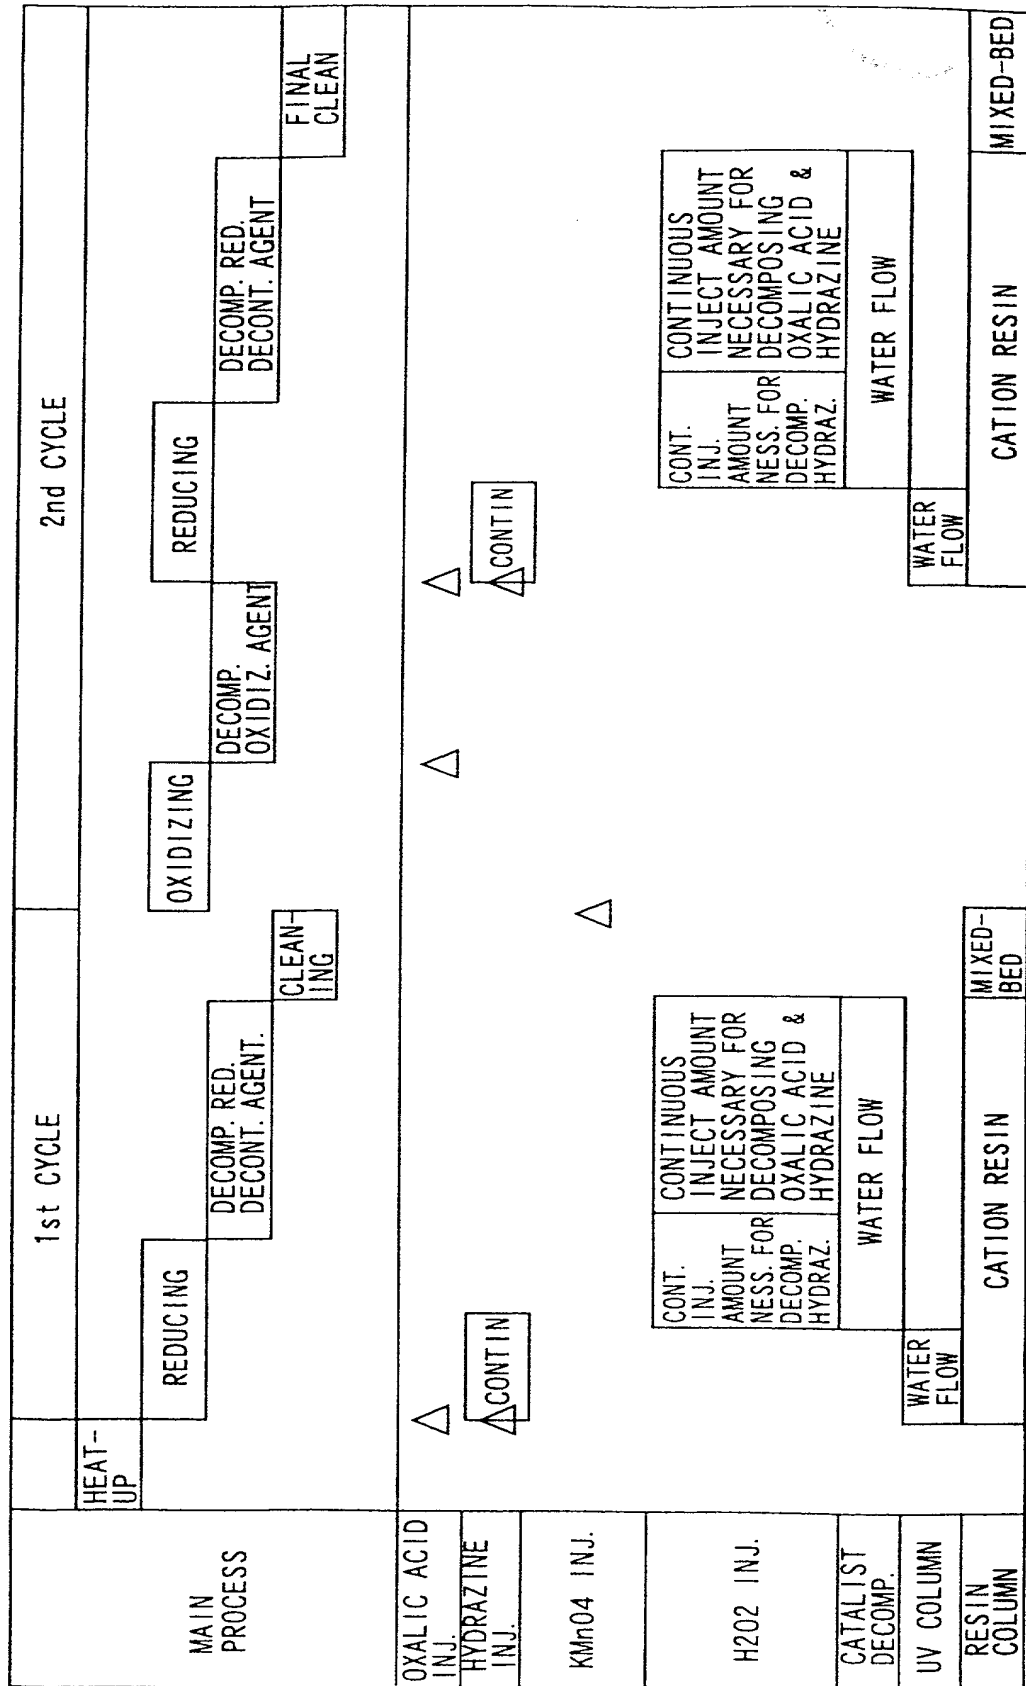 1st CYCLE
2nd CYCLE
MAIN
PROCESS
HEAT-
UP
REDUCING
DECOMP. RED.
DECONT. AGENT.
CLEAN-
ING
OXIDIZING
DECOMP.
OXIDIZ. AGENT
REDUCING
DECOMP. RED.
DECONT. AGENT
FINAL
CLEAN
OXALIC ACID
INJ.
HYDRAZINE
INJ.
CONTIN
CONTIN
KMnO4 INJ.
H2O2 INJ.
CONT.
INJ.
AMOUNT
NESS. FOR
DECOMP.
HYDRAZ.
CONTINUOUS
INJECT AMOUNT
NECESSARY FOR
DECOMPOSING
OXALIC ACID &
HYDRAZINE
CONT.
INJ.
AMOUNT
NESS. FOR
DECOMP.
HYDRAZ.
CONTINUOUS
INJECT AMOUNT
NECESSARY FOR
DECOMPOSING
OXALIC ACID &
HYDRAZINE
CATALIST
DECOMP.
WATER FLOW
WATER FLOW
UV COLUMN
WATER
FLOW
WATER
FLOW
RESIN
COLUMN
CATION RESIN
MIXED-
BED
CATION RESIN
MIXED-BED